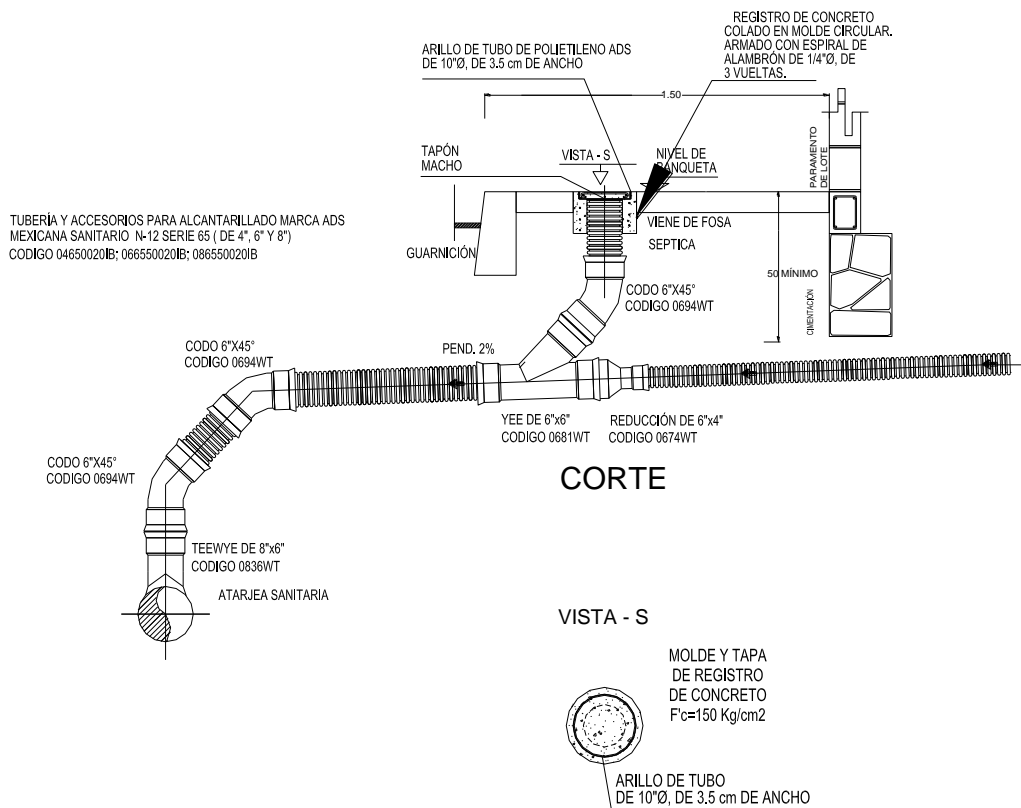 REGISTRO DE CONCRETO
COLADO EN MOLDE CIRCULAR.
ARMADO CON ESPIRAL DE
ALAMBRÓN DE 1/4"Ø, DE
3 VUELTAS.
ARILLO DE TUBO DE POLIETILENO ADS
DE 10"Ø, DE 3.5 cm DE ANCHO
1.50
TAPÓN
MACHO
VISTA - S
NIVEL DE
BANQUETA
PARAMENTO
DE LOTE
TUBERÍA Y ACCESORIOS PARA ALCANTARILLADO MARCA ADS
MEXICANA SANITARIO N-12 SERIE 65 ( DE 4", 6" Y 8")
CODIGO 04650020IB; 066550020IB; 086550020IB
GUARNICIÓN
VIENE DE FOSA
SEPTICA
50 MÍNIMO
CIMENTACIÓN
CODO 6"X45°
CODIGO 0694WT
CODO 6"X45°
CODIGO 0694WT
PEND. 2%
YEE DE 6"x6"
CODIGO 0681WT
REDUCCIÓN DE 6"x4"
CODIGO 0674WT
CODO 6"X45°
CODIGO 0694WT
CORTE
TEEWYE DE 8"x6"
CODIGO 0836WT
ATARJEA SANITARIA
VISTA - S
MOLDE Y TAPA
DE REGISTRO
DE CONCRETO
F'c=150 Kg/cm2
ARILLO DE TUBO
DE 10"Ø, DE 3.5 cm DE ANCHO